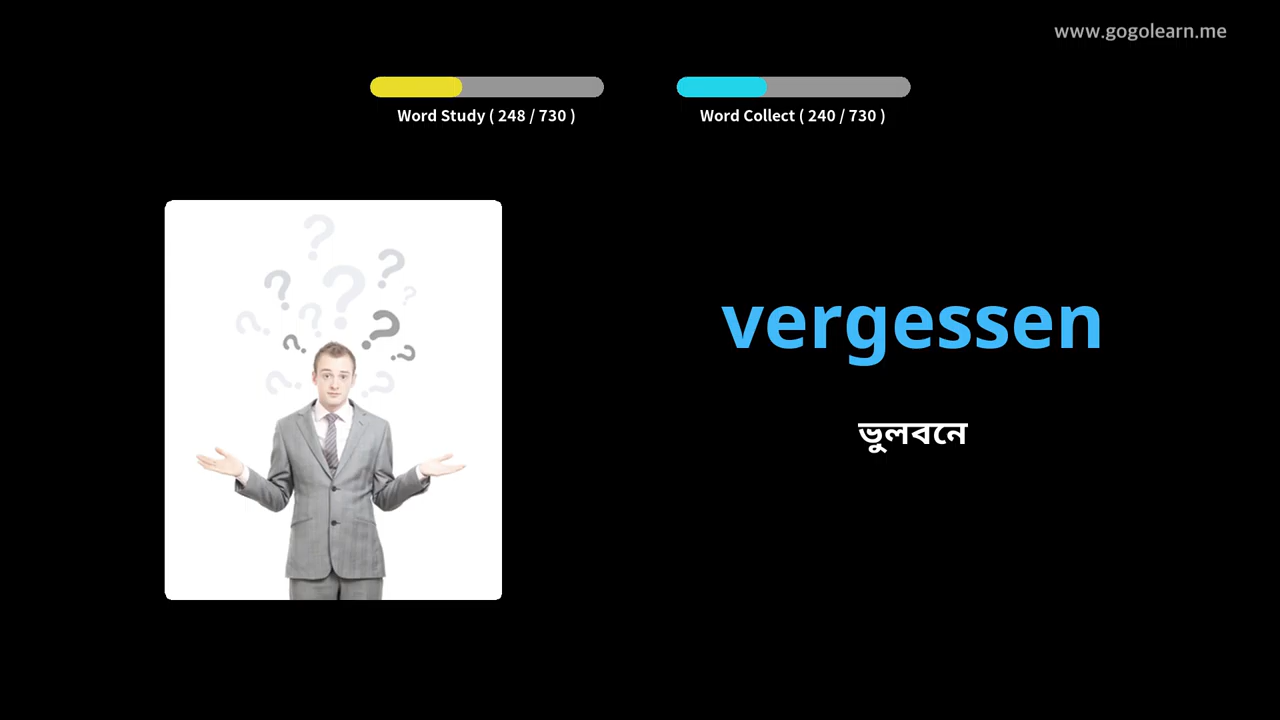 www.gogolearn.me
Word Study ( 248 / 730 )
Word Collect ( 240 / 730 )
vergessen
ভুলবনে